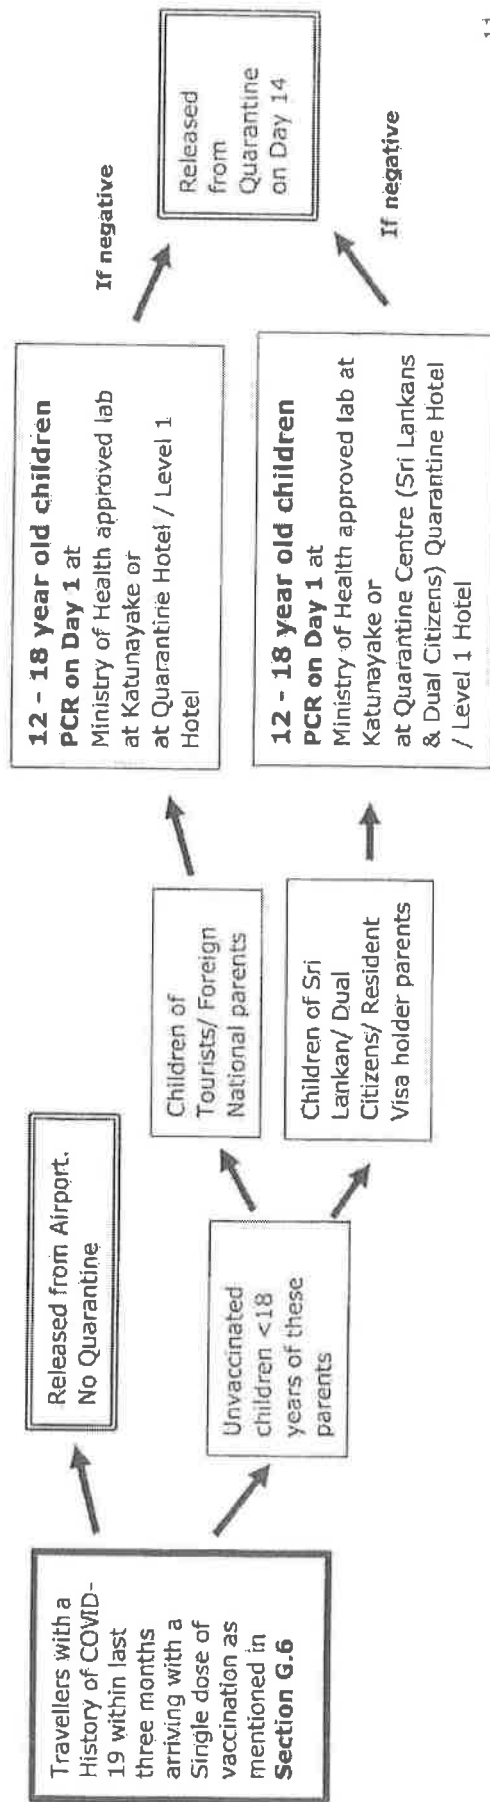 Travellers with a
History of COVID-
19 within last
three months
arriving with a
Single dose of
vaccination as
mentioned in
Section G.6
Released from Airport.
No Quarantine
Unvaccinated
children <18
years of these
parents
Children of
Tourists/ Foreign
National parents
Children of Sri
Lankan/ Dual
Citizens/ Resident
Visa holder parents
12 - 18 year old children
PCR on Day 1 at
Ministry of Health approved lab
at Katunayake or
at Quarantine Hotel / Level 1
Hotel
12 - 18 year old children
PCR on Day 1 at
Ministry of Health approved lab at
Katunayake or
at Quarantine Centre (Sri Lankans
& Dual Citizens) Quarantine Hotel
/ Level 1 Hotel
If negative
If negative
Released
from
Quarantine
on Day 14